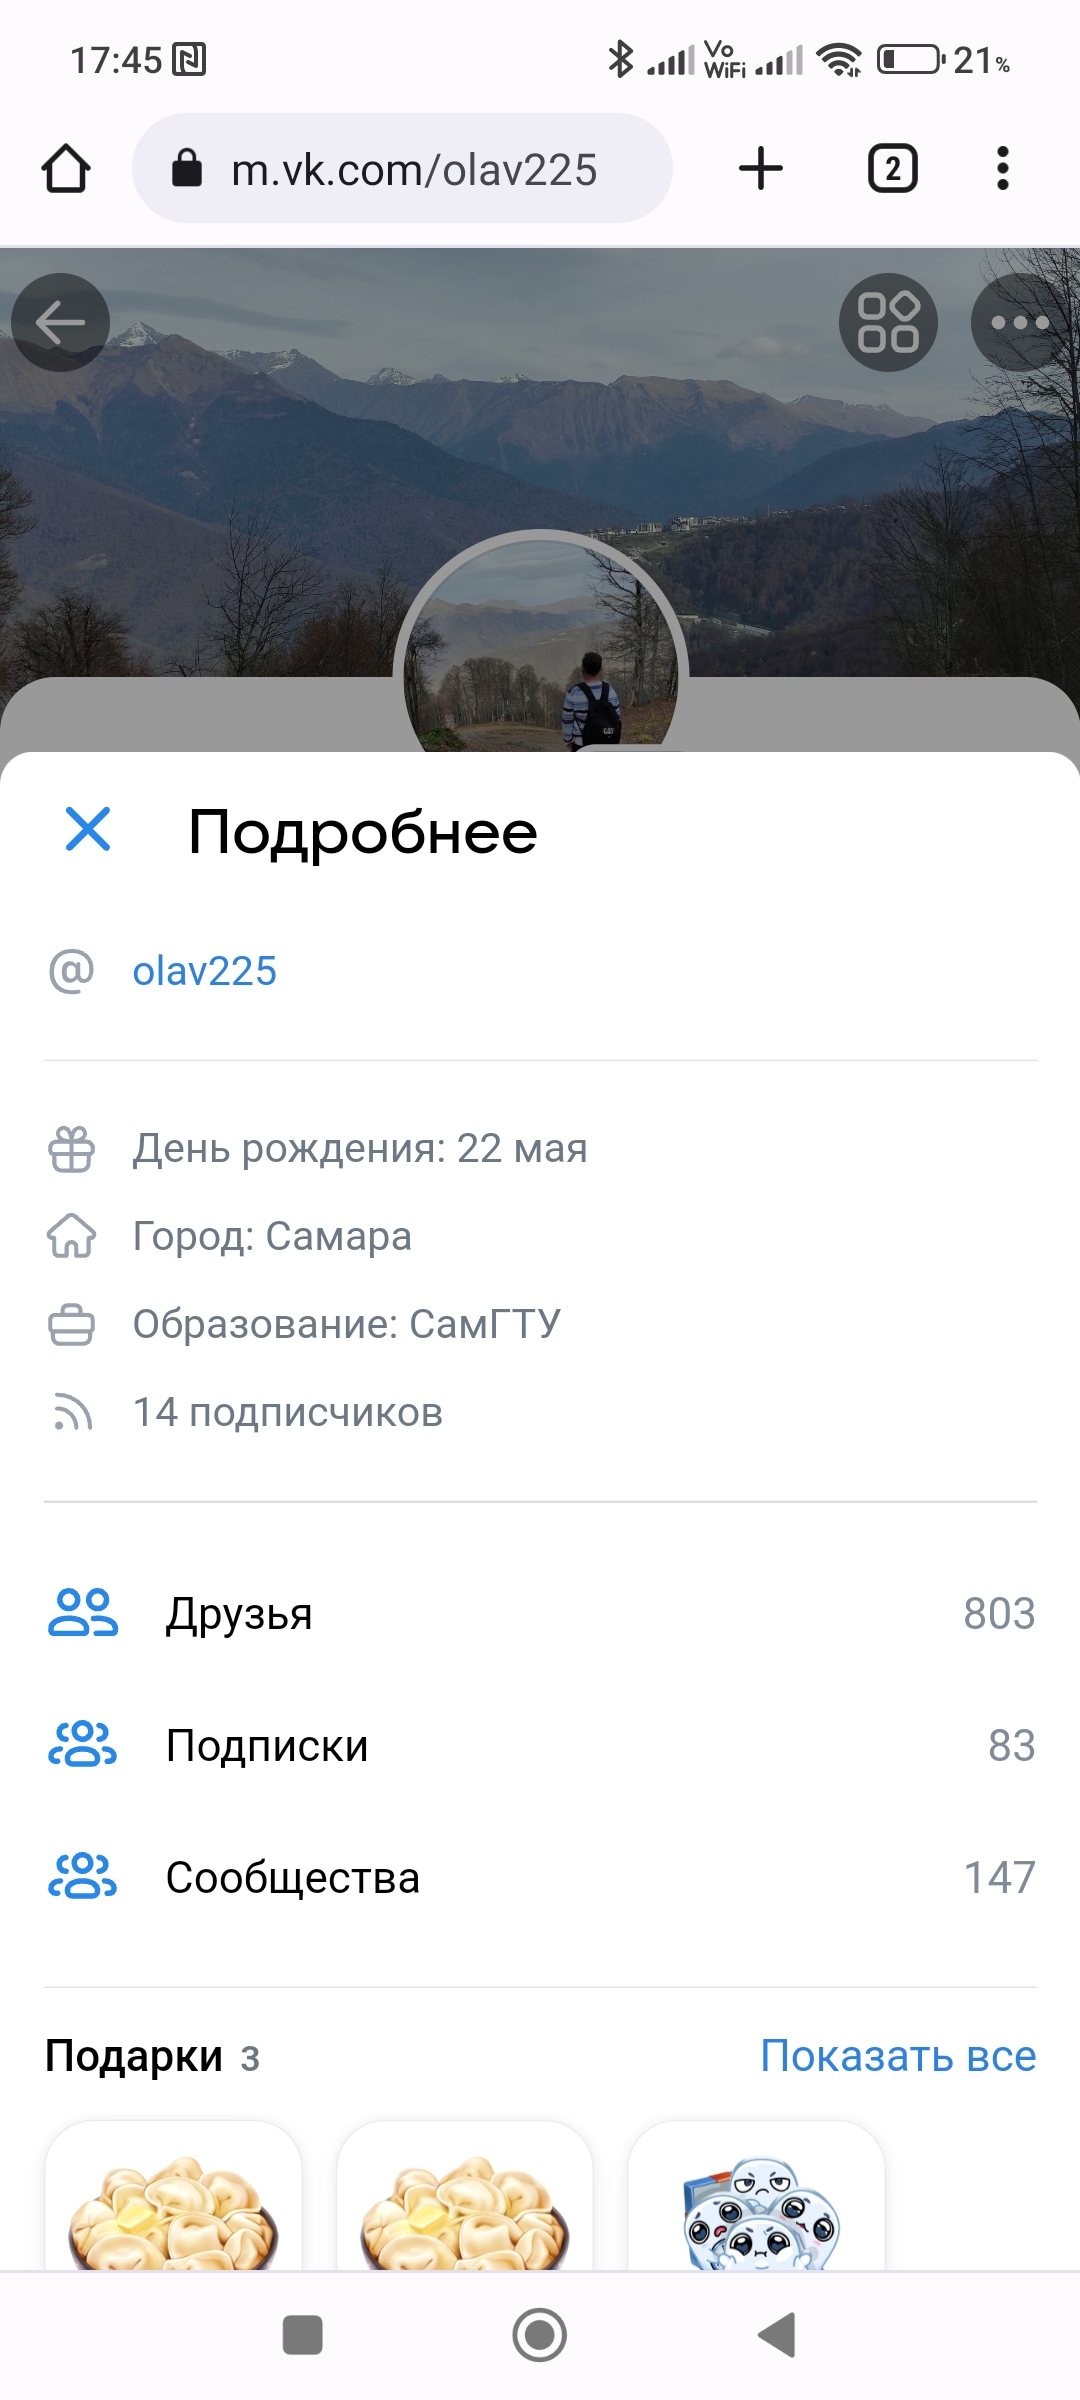 17:45 Vo WiFi 21%
m.vk.com/olav225 2
Подробнее
@ olav225
День рождения: 22 мая
Город: Самара
Образование: СамГТУ
14 подписчиков
Друзья 803
Подписки 83
Сообщества 147
Подарки 3 Показать все